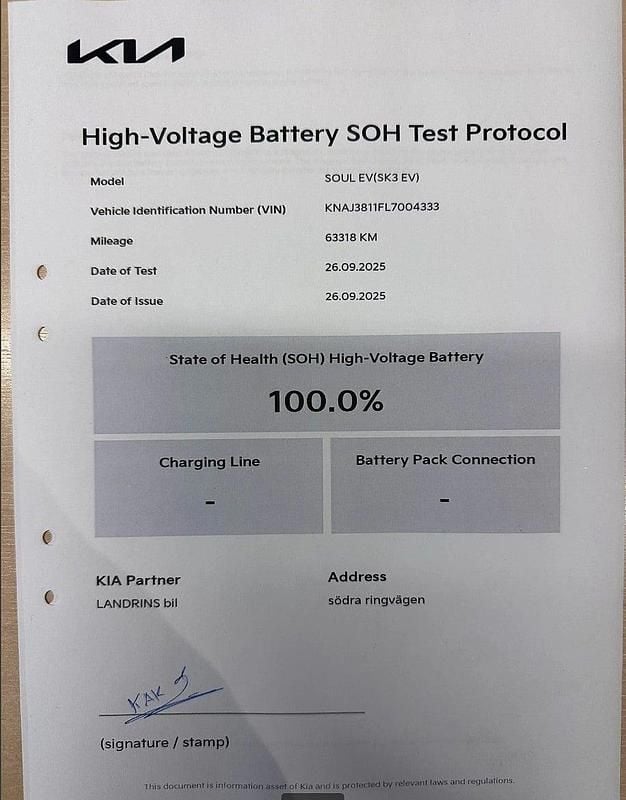 KIA
High-Voltage Battery SOH Test Protocol
Model SOUL EV(SK3 EV)
Vehicle Identification Number (VIN) KNAJ3811FL7004333
Mileage 63318 KM
Date of Test 26.09.2025
Date of Issue 26.09.2025
State of Health (SOH) High-Voltage Battery
100.0%
Charging Line Battery Pack Connection
- -
KIA Partner Address
LANDRINS bil södra ringvägen
(signature / stamp)
This document is information asset of Kia and is protected by relevant laws and regulations.